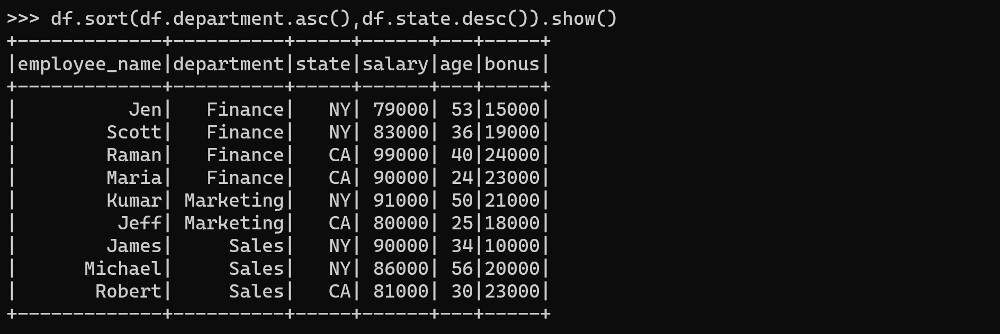 >>> df.sort(df.department.asc(),df.state.desc()).show()
+-------------+----------+-----+------+---+-----+
|employee_name|department|state|salary|age|bonus|
+-------------+----------+-----+------+---+-----+
|          Jen|   Finance|   NY| 79000| 53|15000|
|        Scott|   Finance|   NY| 83000| 36|19000|
|        Raman|   Finance|   CA| 99000| 40|24000|
|        Maria|   Finance|   CA| 90000| 24|23000|
|        Kumar| Marketing|   NY| 91000| 50|21000|
|         Jeff| Marketing|   CA| 80000| 25|18000|
|        James|     Sales|   NY| 90000| 34|10000|
|      Michael|     Sales|   NY| 86000| 56|20000|
|       Robert|     Sales|   CA| 81000| 30|23000|
+-------------+----------+-----+------+---+-----+